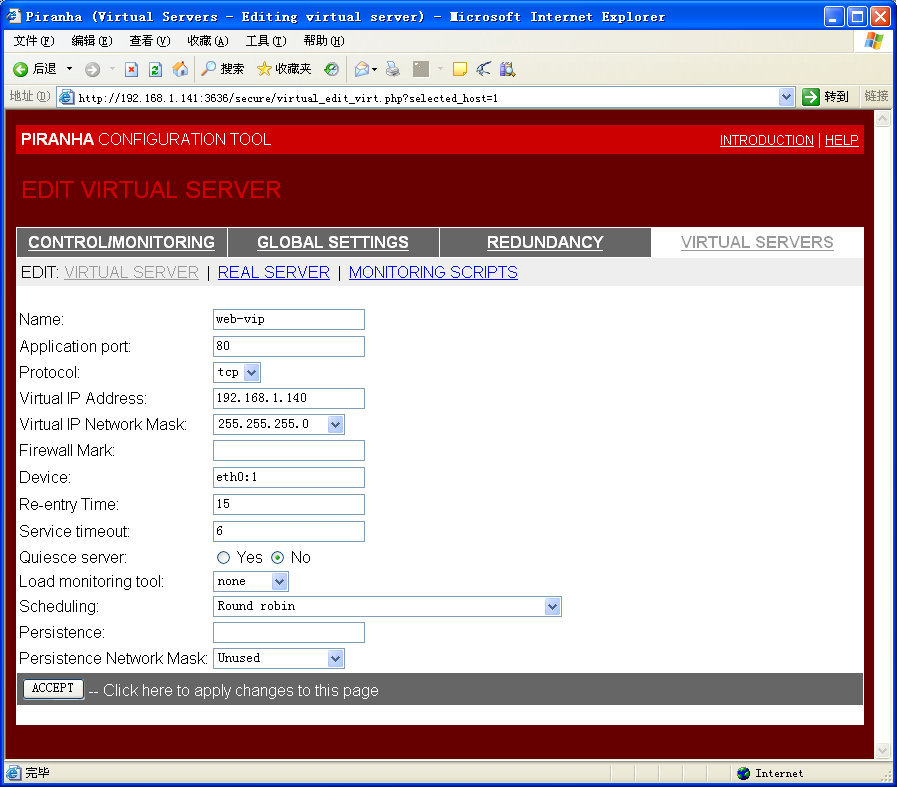 Piranha (Virtual Servers - Editing virtual server) - Microsoft Internet Explorer
文件(F) 编辑(E) 查看(V) 收藏(A) 工具(T) 帮助(H)
后退 搜索 收藏夹
地址(D) http://192.168.1.141:3636/secure/virtual_edit_virt.php?selected_host=1 转到 链接
PIRANHA CONFIGURATION TOOL INTRODUCTION | HELP
EDIT VIRTUAL SERVER
CONTROL/MONITORING GLOBAL SETTINGS REDUNDANCY VIRTUAL SERVERS
EDIT: VIRTUAL SERVER | REAL SERVER | MONITORING SCRIPTS
Name: web-vip
Application port: 80
Protocol: tcp
Virtual IP Address: 192.168.1.140
Virtual IP Network Mask: 255.255.255.0
Firewall Mark:
Device: eth0:1
Re-entry Time: 15
Service timeout: 6
Quiesce server: Yes No
Load monitoring tool: none
Scheduling: Round robin
Persistence:
Persistence Network Mask: Unused
ACCEPT -- Click here to apply changes to this page
完毕 Internet